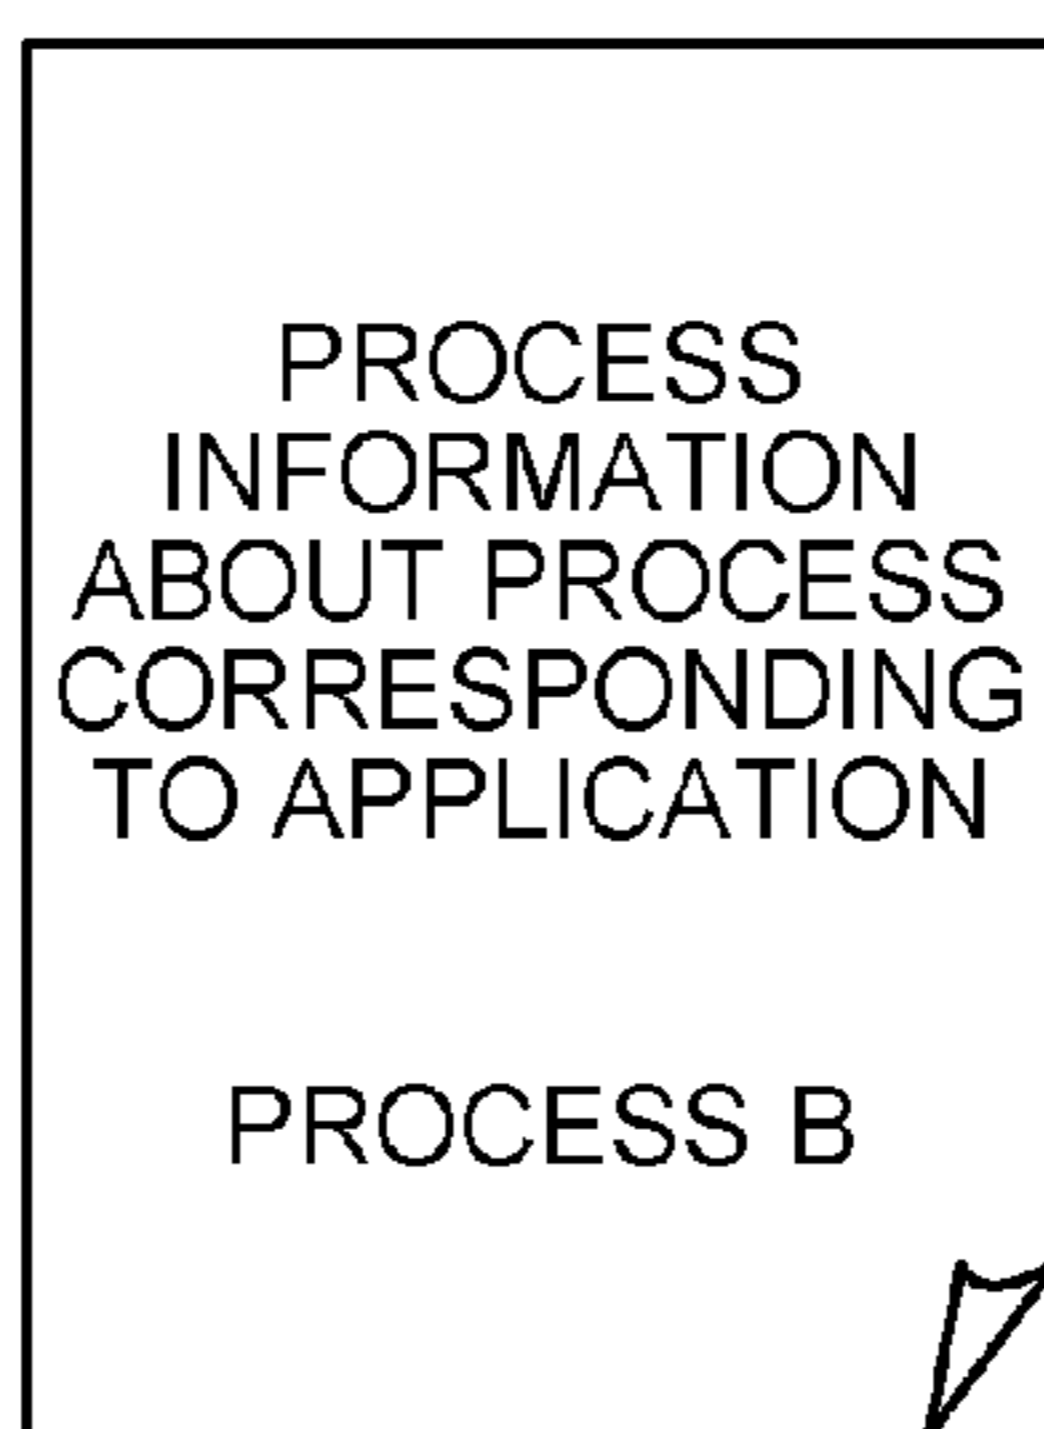 PROCESS
INFORMATION
ABOUT PROCESS
CORRESPONDING
TO APPLICATION
PROCESS B